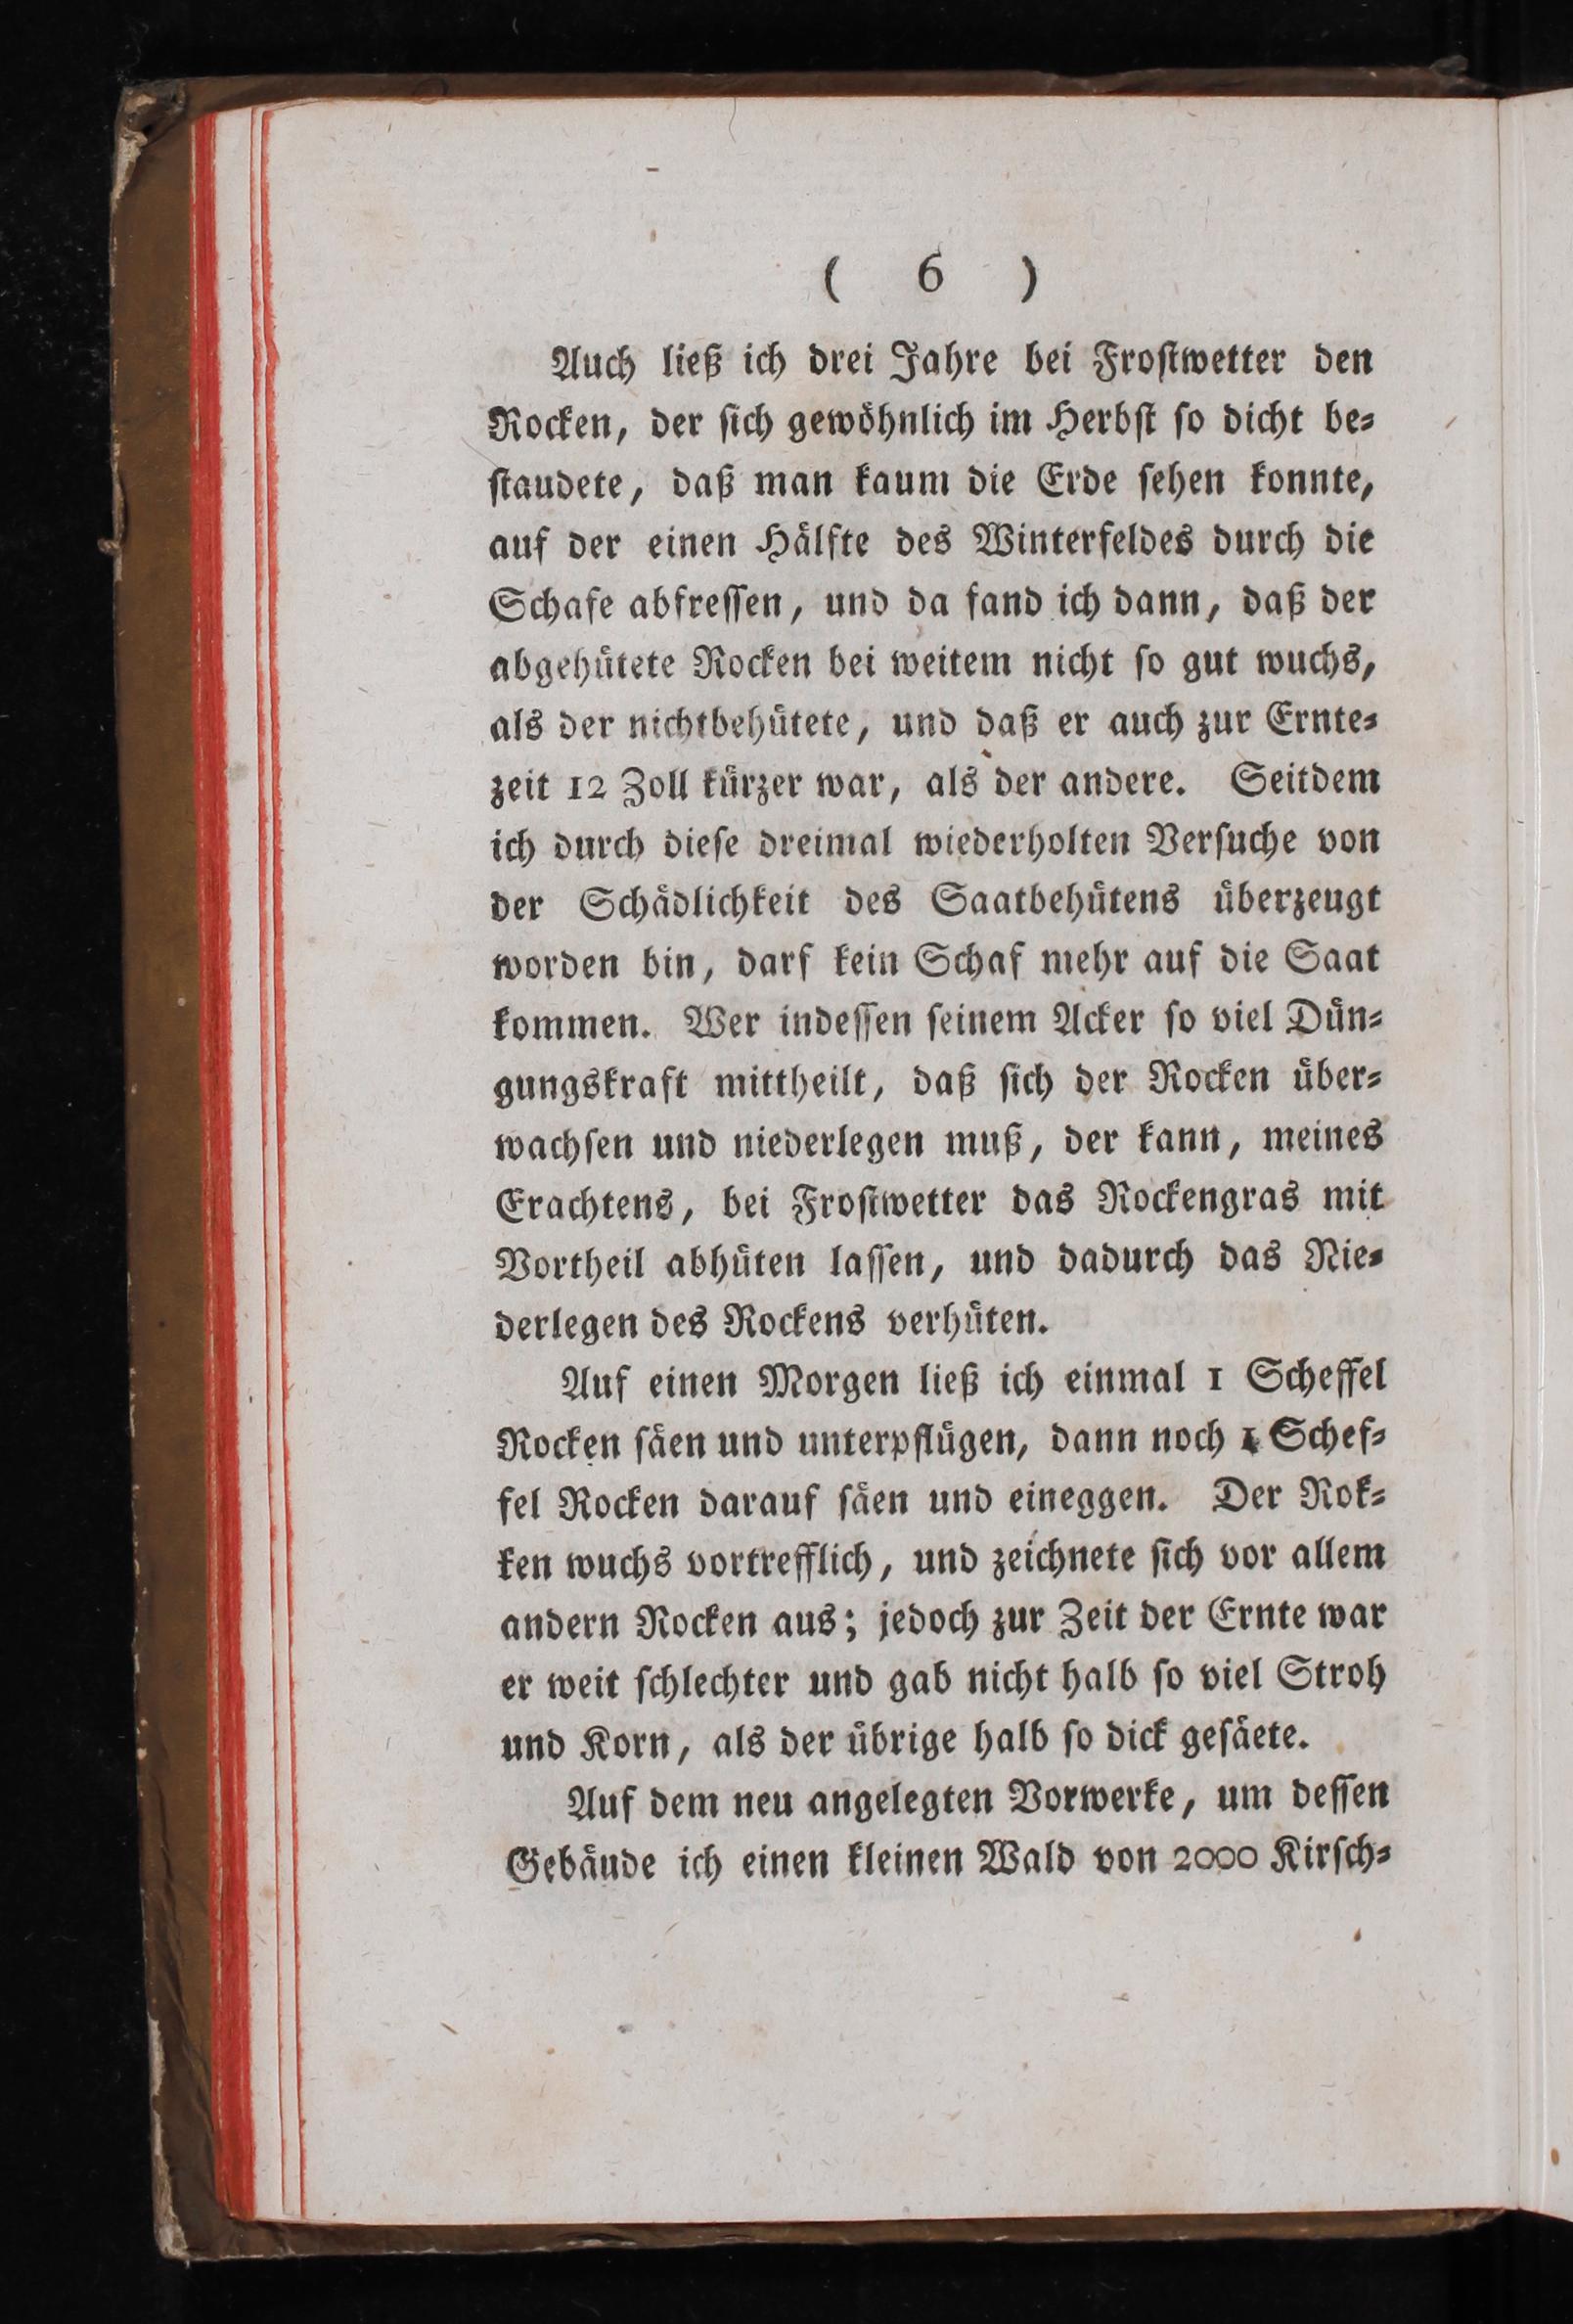 ( 6 )
Auch ließ ich drei Jahre bei Froſtwetter den
Rocken, der ſich gewöhnlich im Herbſt ſo dicht be⸗
ſtaudete, daß man kaum die Erde ſehen konnte,
auf der einen Hälfte des Winterfeldes durch die
Schafe abfreſſen, und da fand ich dann, daß der
abgehütete Rocken bei weitem nicht ſo gut wuchs,
als der nichtbehütete, und daß er auch zur Ernte⸗
zeit 12 Zoll kürzer war, als der andere. Seitdem
ich durch dieſe dreimal wiederholten Verſuche von
der Schädlichkeit des Saatbehütens überzeugt
worden bin, darf kein Schaf mehr auf die Saat
kommen. Wer indeſſen ſeinem Acker ſo viel Dün⸗
gungskraft mittheilt, daß ſich der Rocken über⸗
wachſen und niederlegen muß, der kann, meines
Erachtens, bei Froſtwetter das Rockengras mit
Vortheil abhüten laſſen, und dadurch das Nie⸗
derlegen des Rockens verhüten.
Auf einen Morgen ließ ich einmal 1 Scheffel
Rocken ſäen und unterpflügen, dann noch 1 Schef⸗
fel Rocken darauf ſäen und eineggen. Der Rok⸗
ken wuchs vortrefflich, und zeichnete ſich vor allem
andern Rocken aus; jedoch zur Zeit der Ernte war
er weit ſchlechter und gab nicht halb ſo viel Stroh
und Korn, als der übrige halb ſo dick geſäete.
Auf dem neu angelegten Vorwerke, um deſſen
Gebäude ich einen kleinen Wald von 2000 Kirſch⸗